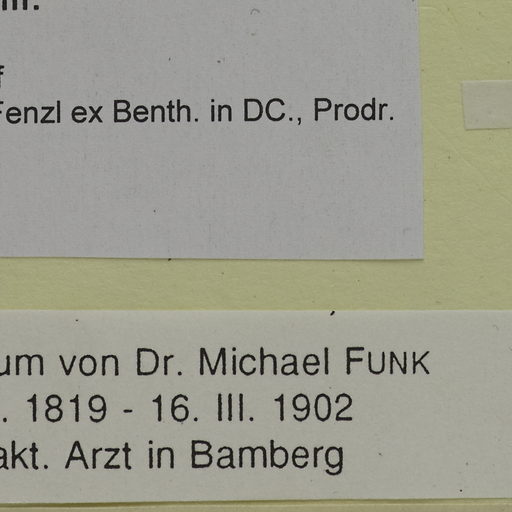 Fenzl ex Benth. in DC., Prodr.
um von Dr. Michael FUNK
. 1819 - 16. III. 1902
akt. Arzt in Bamberg